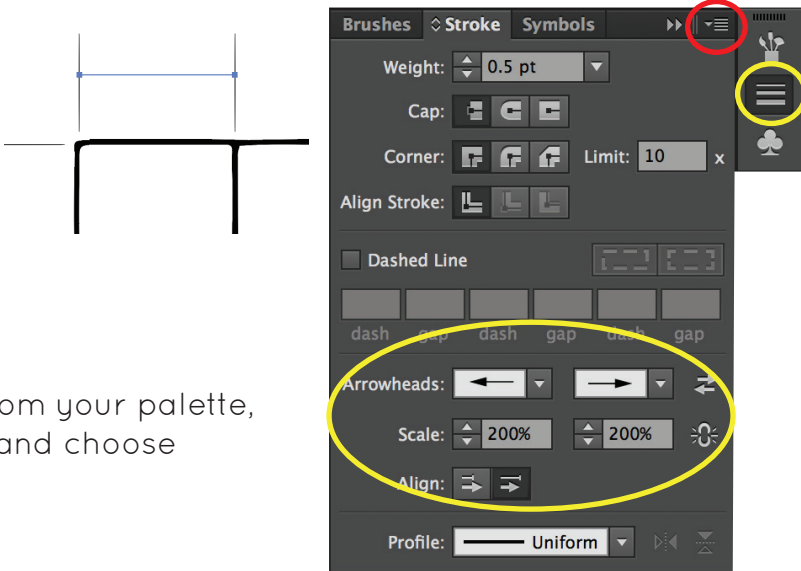 Brushes Stroke Symbols
Weight: 0.5 pt
Cap:
Corner: Limit: 10 x
Align Stroke:
Dashed Line
dash gap dash gap dash gap
Arrowheads:
Scale: 200% 200%
Align:
Profile: Uniform
om your palette,
and choose